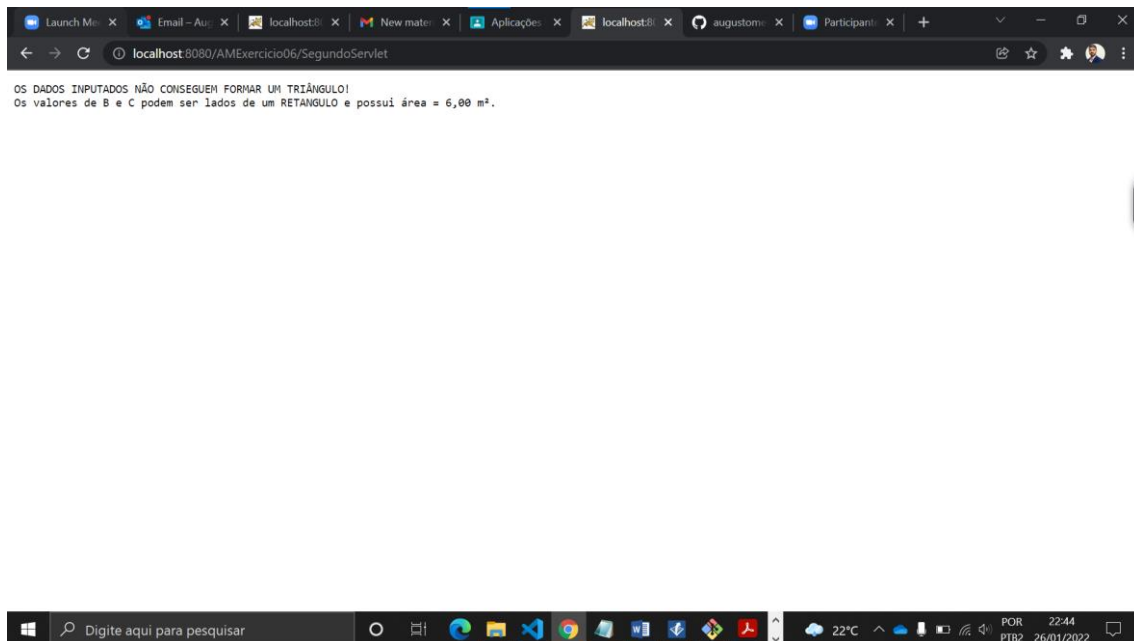 Launch Me
Email – Aug
localhost:8
New mater
Aplicações
localhost:8
augustome
Participant
localhost:8080/AMExercicio06/SegundoServlet
OS DADOS INPUTADOS NÃO CONSEGUEM FORMAR UM TRIÂNGULO!
Os valores de B e C podem ser lados de um RETANGULO e possui área = 6,00 m².
Digite aqui para pesquisar
22°C
POR
PTB2
22:44
26/01/2022